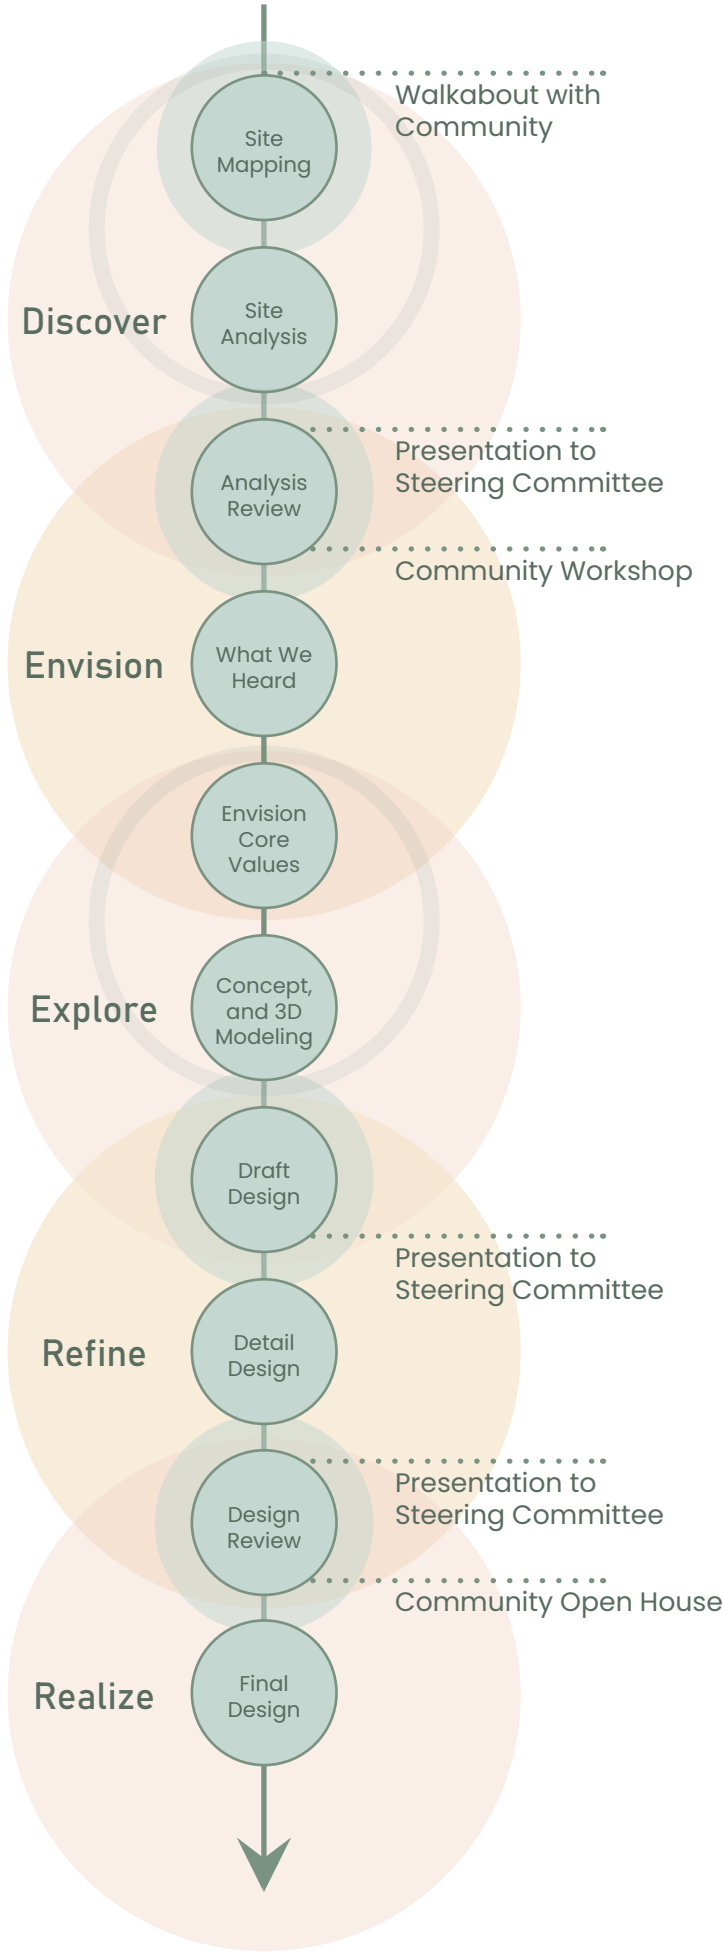 Walkabout with
Community
Site
Mapping
Discover
Site
Analysis
Presentation to
Steering Committee
Analysis
Review
Community Workshop
Envision
What We
Heard
Envision
Core
Values
Explore
Concept,
and 3D
Modeling
Draft
Design
Presentation to
Steering Committee
Refine
Detail
Design
Presentation to
Steering Committee
Design
Review
Community Open House
Realize
Final
Design